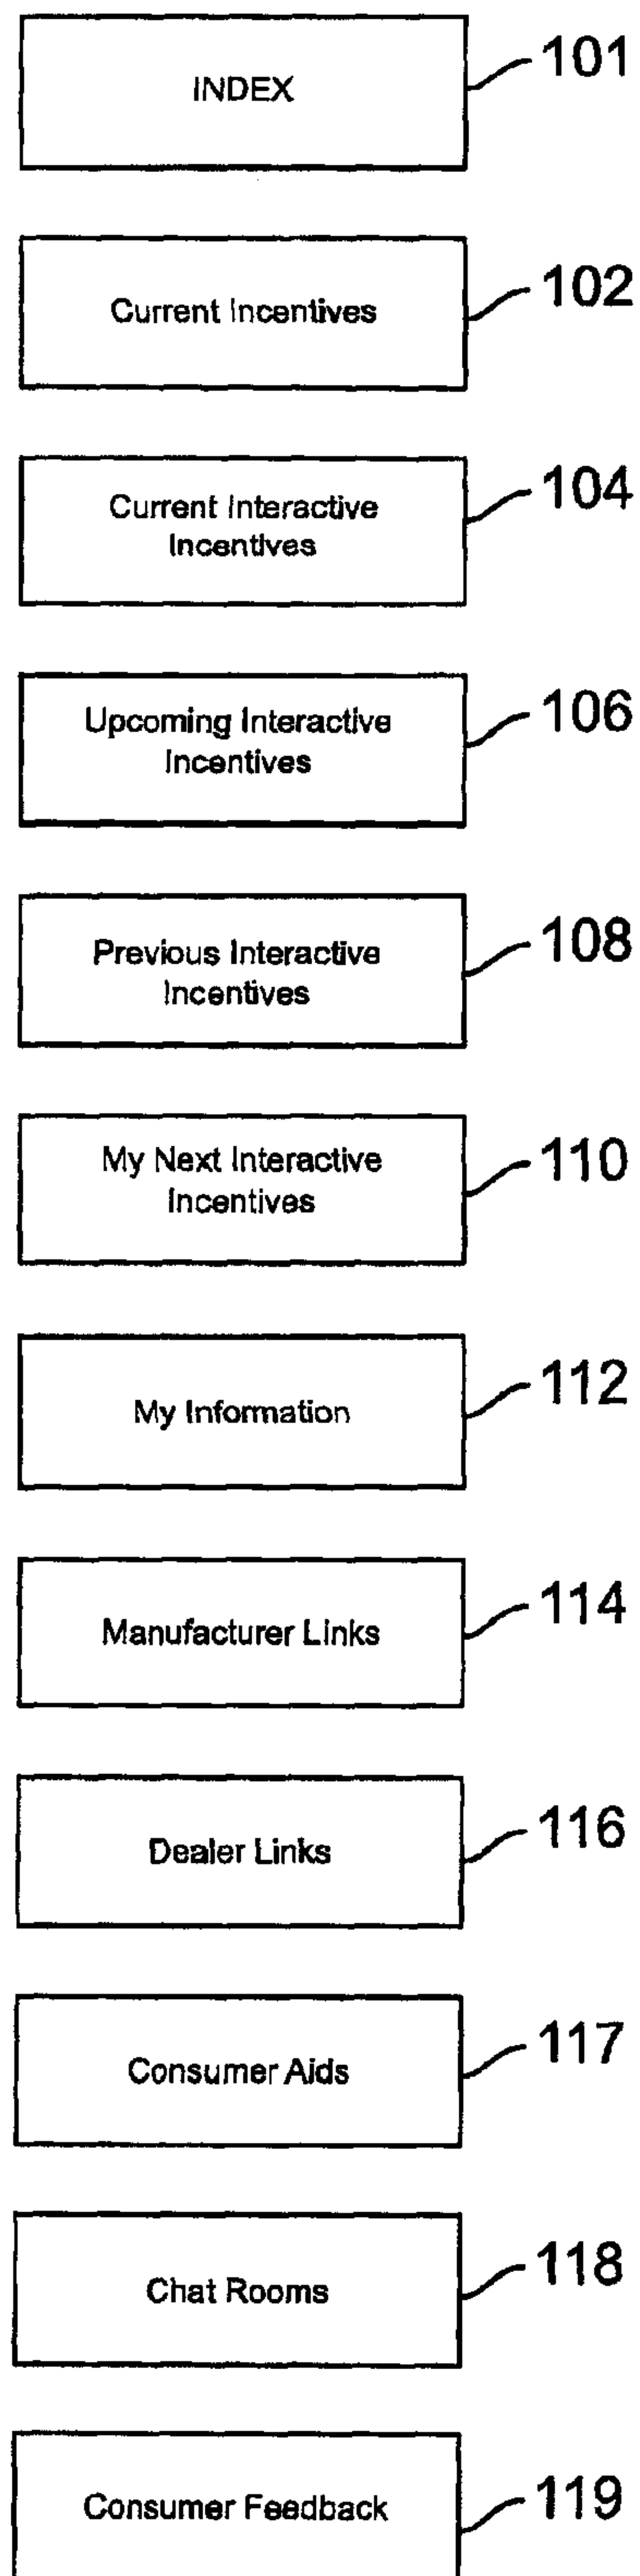 INDEX
101
Current Incentives
102
Current Interactive
Incentives
104
Upcoming Interactive
Incentives
106
Previous Interactive
Incentives
108
My Next Interactive
Incentives
110
My Information
112
Manufacturer Links
114
Dealer Links
116
Consumer Aids
117
Chat Rooms
118
Consumer Feedback
119